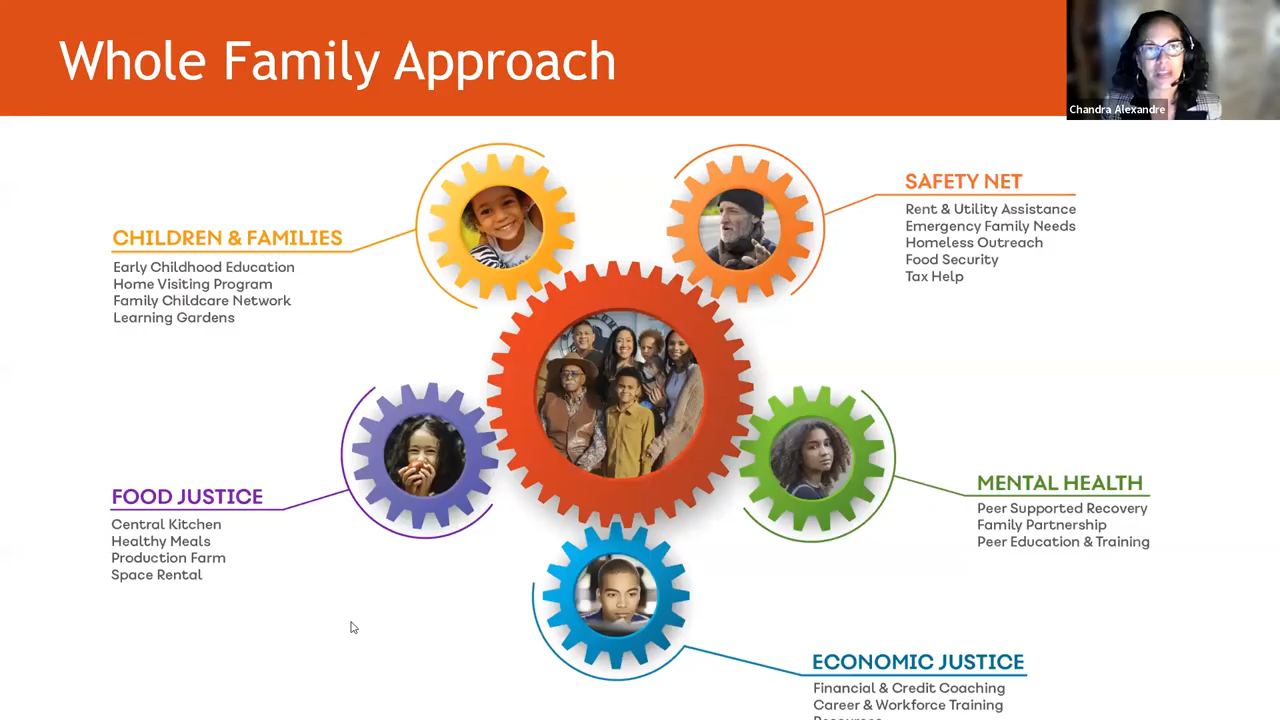 Whole Family Approach
Chandra Alexandre
CHILDREN & FAMILIES
Early Childhood Education
Home Visiting Program
Family Childcare Network
Learning Gardens
SAFETY NET
Rent & Utility Assistance
Emergency Family Needs
Homeless Outreach
Food Security
Tax Help
FOOD JUSTICE
Central Kitchen
Healthy Meals
Production Farm
Space Rental
MENTAL HEALTH
Peer Supported Recovery
Family Partnership
Peer Education & Training
ECONOMIC JUSTICE
Financial & Credit Coaching
Career & Workforce Training
Resources